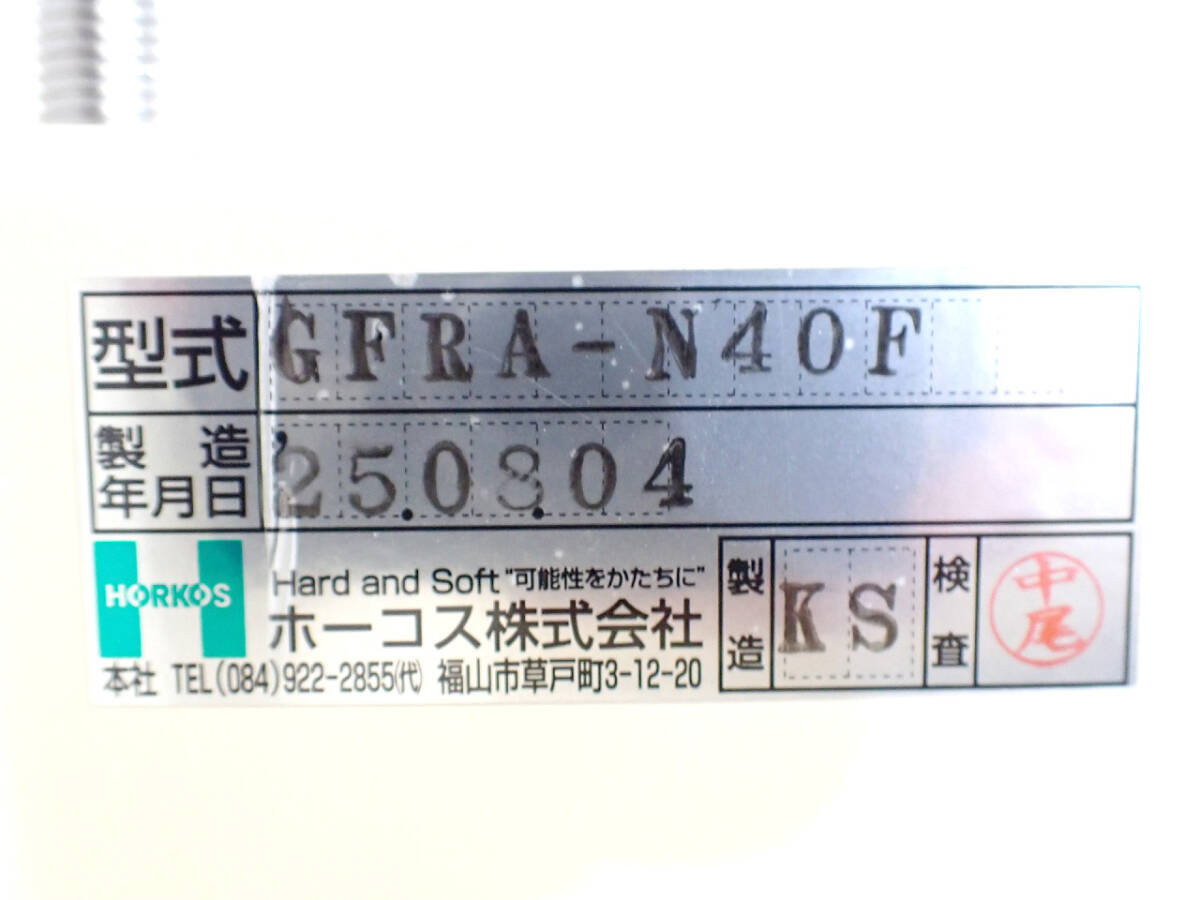 型式 GFRA-N40F
製造年月日 25.08.04
HORKOS
Hard and Soft "可能性をかたちに"
ホーコス株式会社
本社 TEL(084)922-2855(代) 福山市草戸町3-12-20
製造 KS 検査 中尾